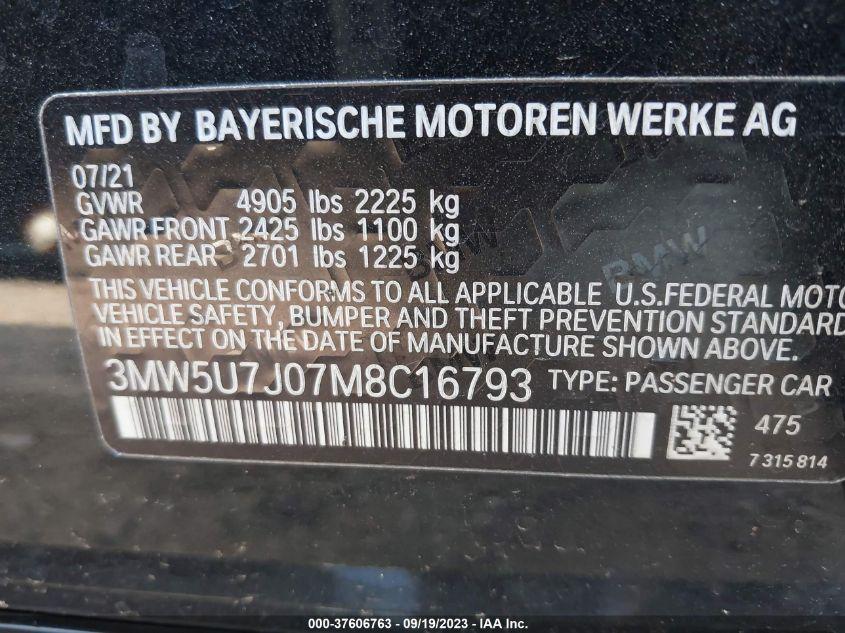 MFD BY BAYERISCHE MOTOREN WERKE AG
07/21
GVWR 4905 lbs 2225 kg
GAWR FRONT 2425 lbs 1100 kg
GAWR REAR 2701 lbs 1225 kg
THIS VEHICLE CONFORMS TO ALL APPLICABLE U.S.FEDERAL MOTO
VEHICLE SAFETY, BUMPER AND THEFT PREVENTION STANDARD
IN EFFECT ON THE DATE OF MANUFACTURE SHOWN ABOVE.
3MW5U7J07M8C16793 TYPE: PASSENGER CAR
475
7315814
BMW
BMW
000-37606763 - 09/19/2023 - IAA Inc.